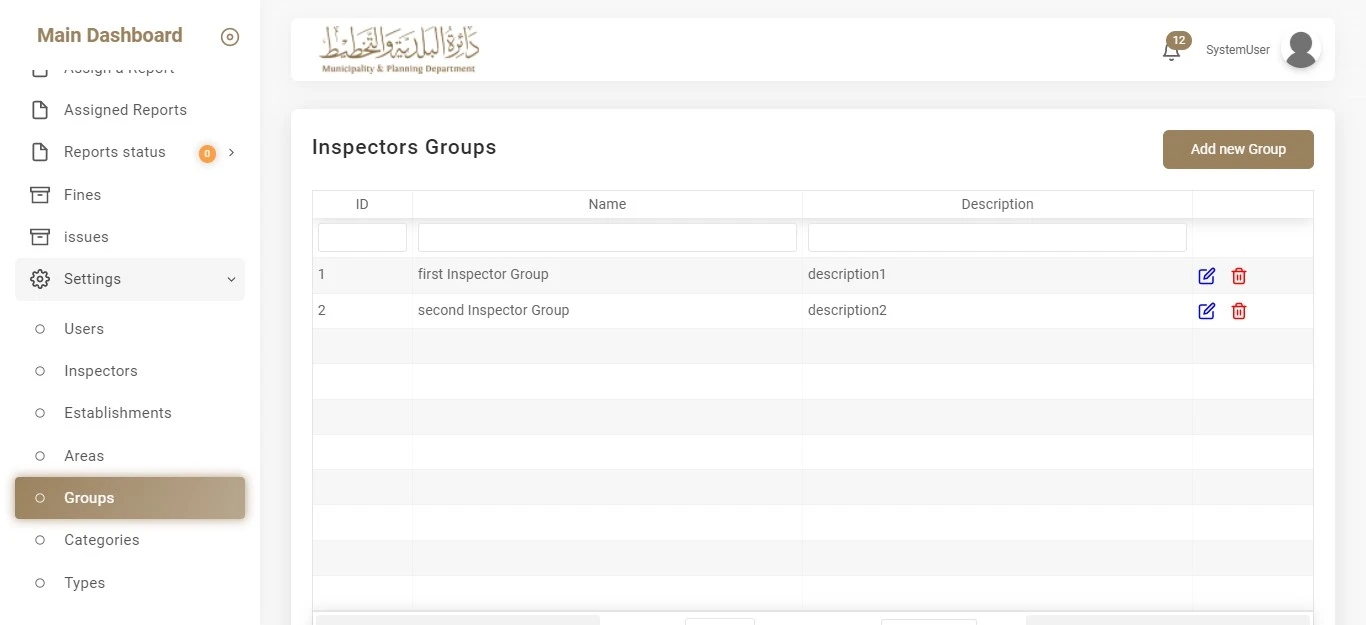 Main Dashboard
Assign a Report
Assigned Reports
Reports status
0
Fines
issues
Settings
Users
Inspectors
Establishments
Areas
Groups
Categories
Types
دائرة البلدية والتخطيط
Municipality & Planning Department
12
SystemUser
Inspectors Groups
Add new Group
ID Name Description
1 first Inspector Group description1
2 second Inspector Group description2